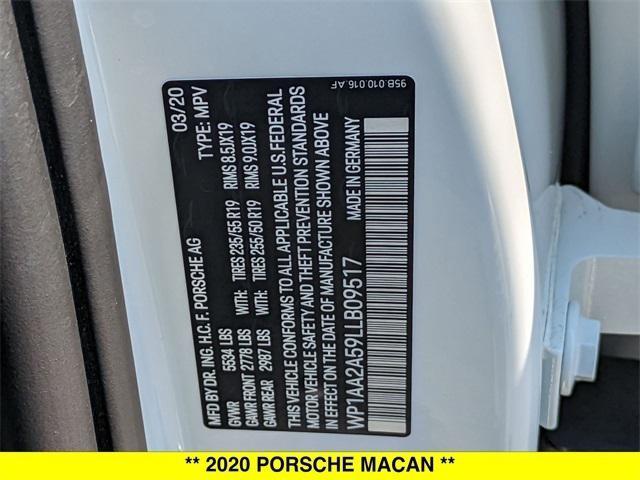 MFD BY DR. ING. H.C. F. PORSCHE AG 03/20
GVWR 5534 LBS TYPE: MPV
GAWR FRONT 2778 LBS WITH: TIRES 235/55 R19 RIMS 8.5JX19
GAWR REAR 2987 LBS WITH: TIRES 255/50 R19 RIMS 9.0JX19
THIS VEHICLE CONFORMS TO ALL APPLICABLE U.S. FEDERAL
MOTOR VEHICLE SAFETY AND THEFT PREVENTION STANDARDS
IN EFFECT ON THE DATE OF MANUFACTURE SHOWN ABOVE
WP1AA2A59LLB09517 MADE IN GERMANY
95B.010.016.AF
** 2020 PORSCHE MACAN **